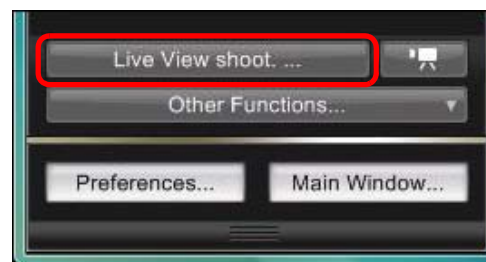 Live View shoot. ...
Other Functions...
Preferences... Main Window...